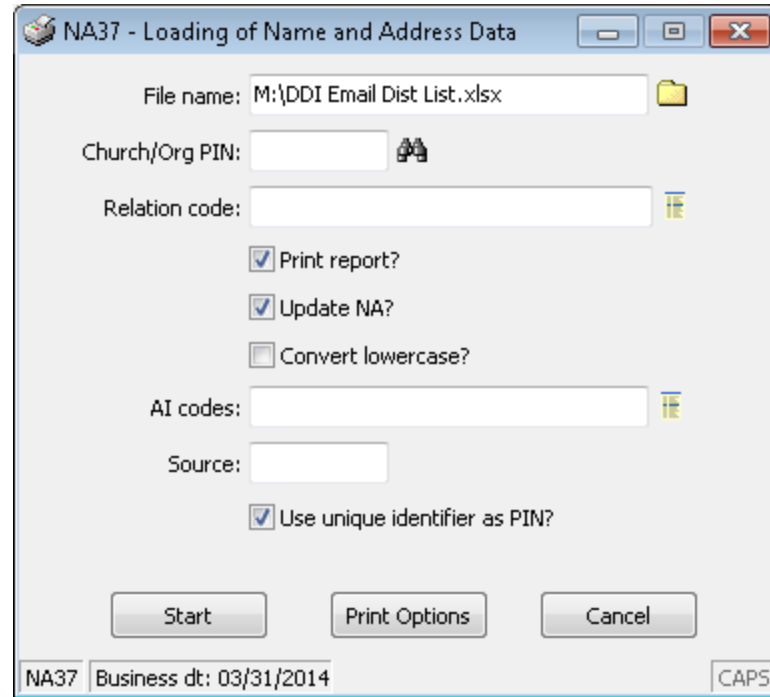 NA37 - Loading of Name and Address Data
File name: M:\DDI Email Dist List.xlsx
Church/Org PIN:
Relation code:
Print report?
Update NA?
Convert lowercase?
AI codes:
Source:
Use unique identifier as PIN?
Start Print Options Cancel
NA37 Business dt: 03/31/2014 CAPS